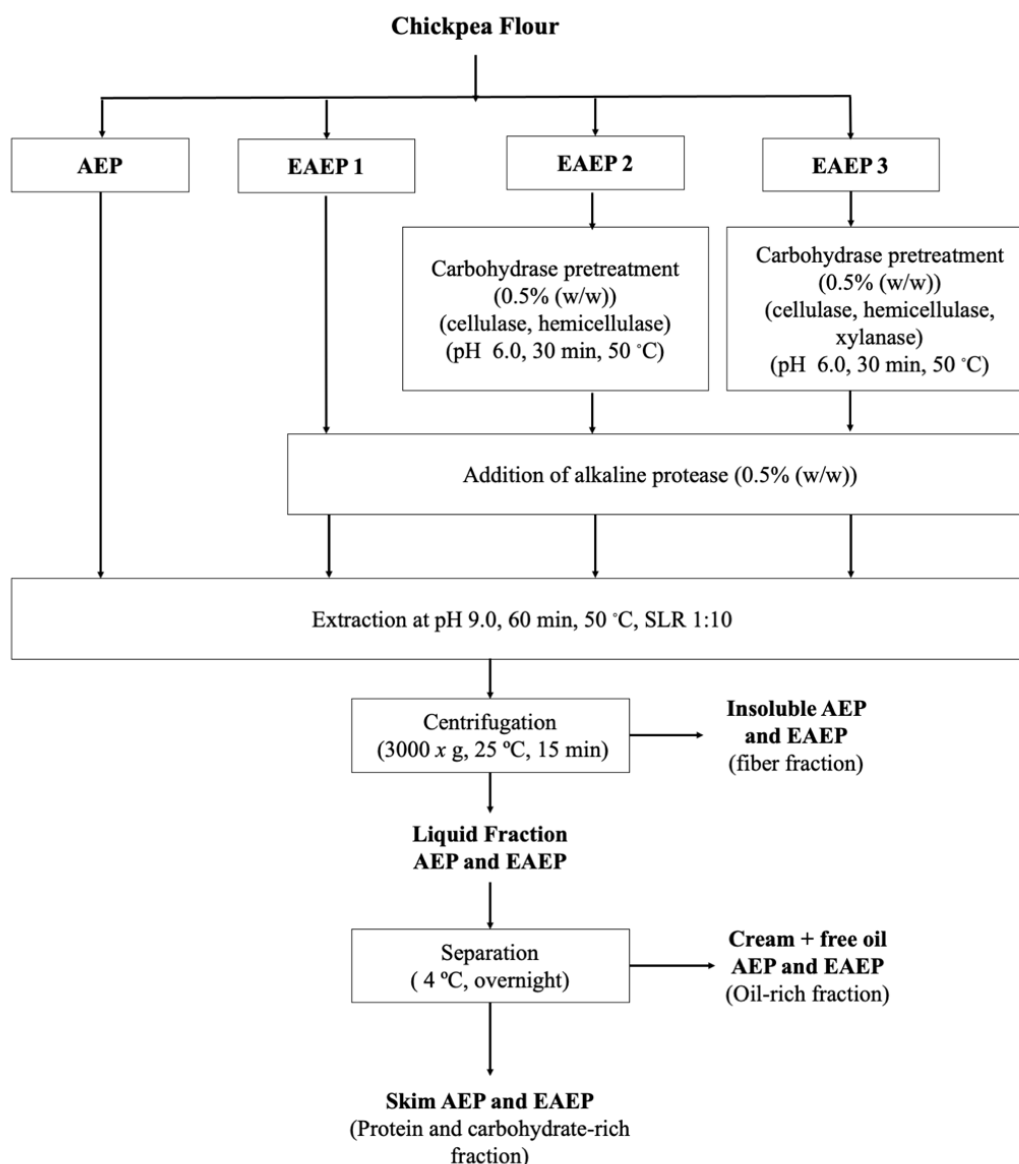 Chickpea Flour
AEP
EAEP 1
EAEP 2
EAEP 3
Carbohydrase pretreatment
(0.5% (w/w))
(cellulase, hemicellulase)
(pH 6.0, 30 min, 50 °C)
Carbohydrase pretreatment
(0.5% (w/w))
(cellulase, hemicellulase,
xylanase)
(pH 6.0, 30 min, 50 °C)
Addition of alkaline protease (0.5% (w/w))
Extraction at pH 9.0, 60 min, 50 °C, SLR 1:10
Centrifugation
(3000 x g, 25 ºC, 15 min)
Insoluble AEP
and EAEP
(fiber fraction)
Liquid Fraction
AEP and EAEP
Separation
( 4 ºC, overnight)
Cream + free oil
AEP and EAEP
(Oil-rich fraction)
Skim AEP and EAEP
(Protein and carbohydrate-rich
fraction)